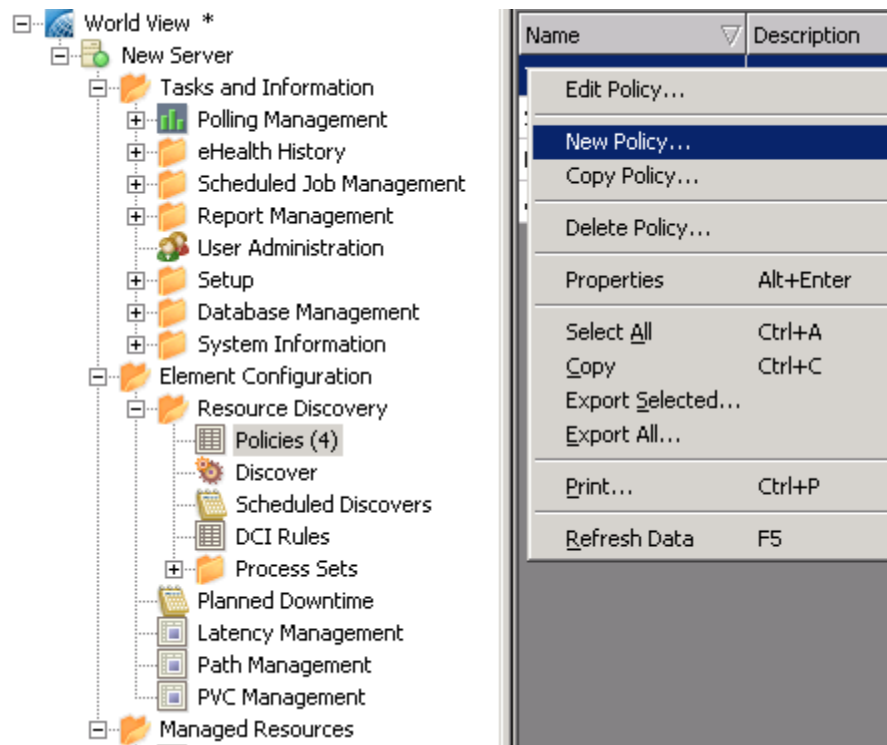 World View *
New Server
Tasks and Information
Polling Management
eHealth History
Scheduled Job Management
Report Management
User Administration
Setup
Database Management
System Information
Element Configuration
Resource Discovery
Policies (4)
Discover
Scheduled Discovers
DCI Rules
Process Sets
Planned Downtime
Latency Management
Path Management
PVC Management
Managed Resources
Name Description
Edit Policy...
New Policy...
Copy Policy...
Delete Policy...
Properties Alt+Enter
Select All Ctrl+A
Copy Ctrl+C
Export Selected...
Export All...
Print... Ctrl+P
Refresh Data F5